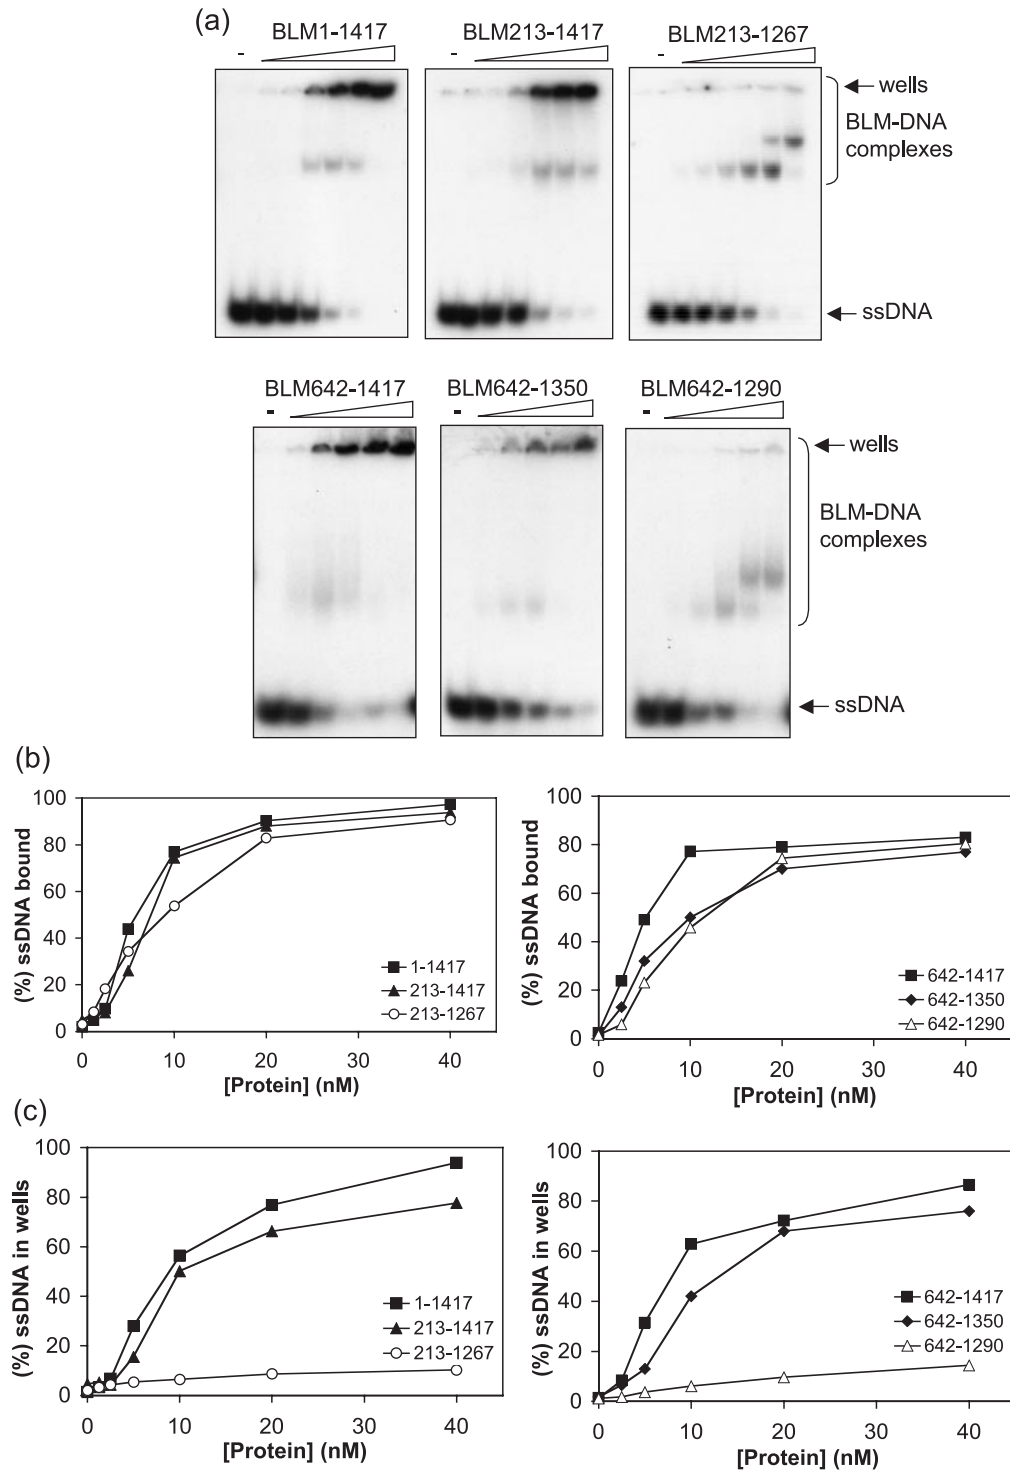 (a)
BLM1-1417
BLM213-1417
BLM213-1267
-
-
-
wells
BLM-DNA
complexes
ssDNA
BLM642-1417
BLM642-1350
BLM642-1290
-
-
-
wells
BLM-DNA
complexes
ssDNA
(b)
(%) ssDNA bound
100
80
60
40
20
0
1-1417
213-1417
213-1267
0 10 20 30 40
[Protein] (nM)
(%) ssDNA bound
100
80
60
40
20
0
642-1417
642-1350
642-1290
0 10 20 30 40
[Protein] (nM)
(c)
(%) ssDNA in wells
100
80
60
40
20
0
1-1417
213-1417
213-1267
0 10 20 30 40
[Protein] (nM)
(%) ssDNA in wells
100
80
60
40
20
0
642-1417
642-1350
642-1290
0 10 20 30 40
[Protein] (nM)